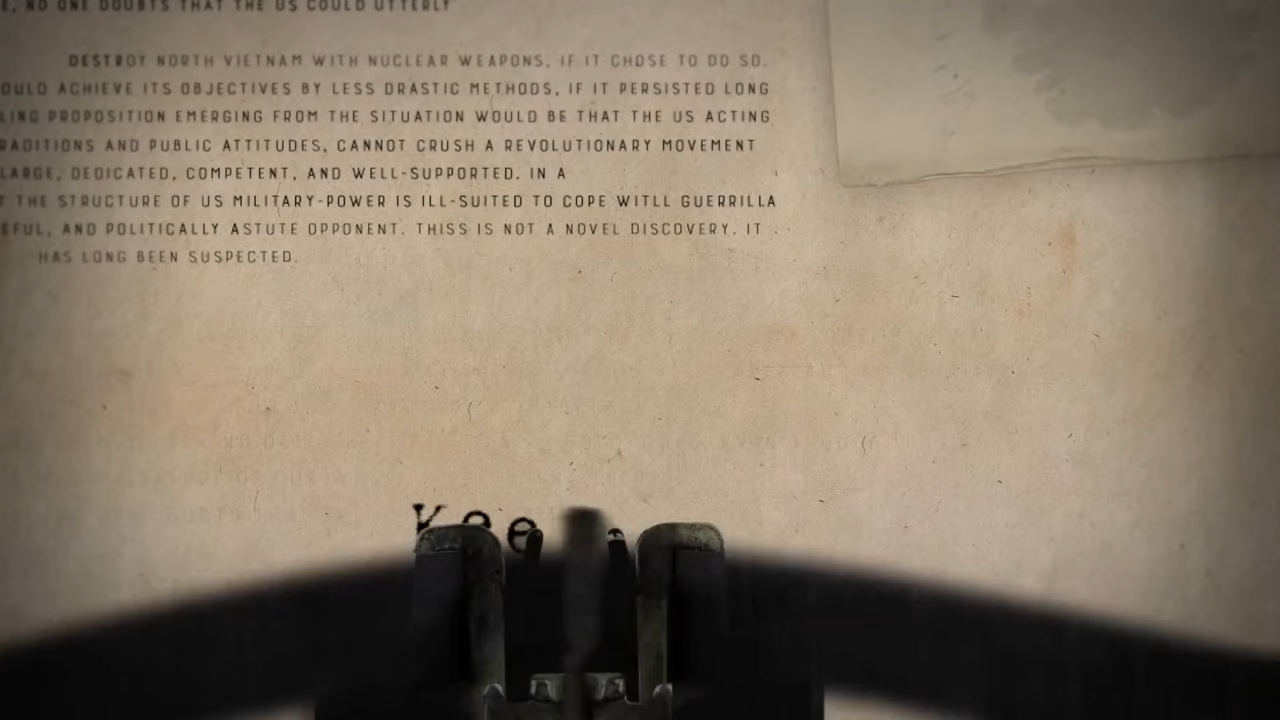 E, NO ONE DOUBTS THAT THE US COULD UTTERLY
DESTROY NORTH VIETNAM WITH NUCLEAR WEAPONS, IF IT CHOSE TO DO SO.
OULD ACHIEVE ITS OBJECTIVES BY LESS DRASTIC METHODS, IF IT PERSISTED LONG
LING PROPOSITION EMERGING FROM THE SITUATION WOULD BE THAT THE US ACTING
RADITIONS AND PUBLIC ATTITUDES, CANNOT CRUSH A REVOLUTIONARY MOVEMENT
LARGE, DEDICATED, COMPETENT, AND WELL-SUPPORTED. IN A
T THE STRUCTURE OF US MILITARY-POWER IS ILL-SUITED TO COPE WITLL GUERRILLA
EFUL, AND POLITICALLY ASTUTE OPPONENT. THISS IS NOT A NOVEL DISCOVERY. IT
HAS LONG BEEN SUSPECTED.
Kee